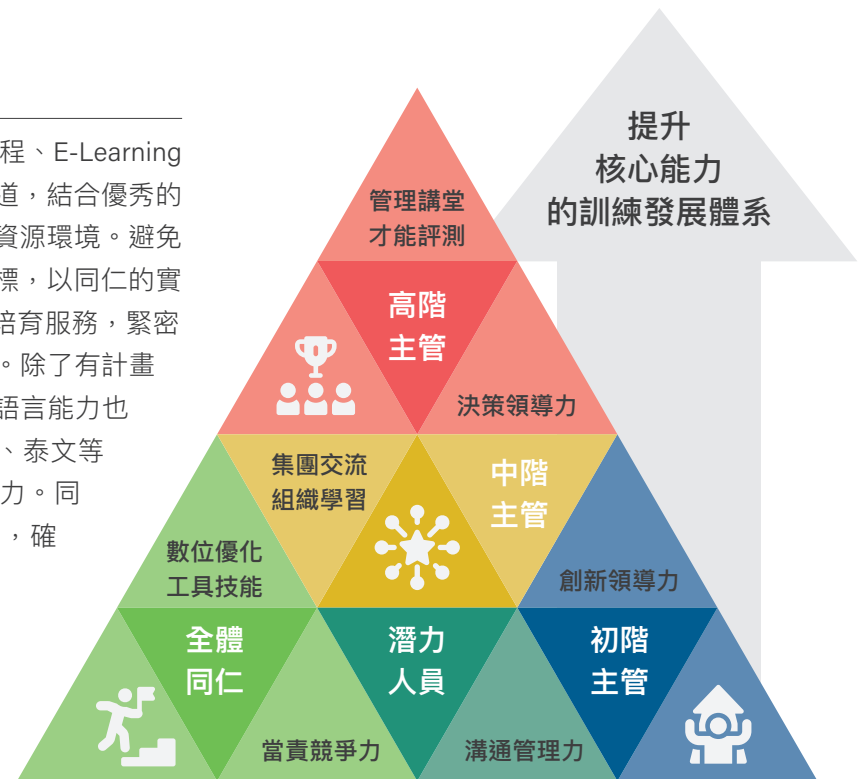 程、E-Learning
道，結合優秀的
資源環境。避免
標，以同仁的實
培育服務，緊密
。除了有計畫
語言能力也
、泰文等
力。同
，確
提升
核心能力
的訓練發展體系
管理講堂
才能評測
高階
主管
決策領導力
集團交流
組織學習
中階
主管
數位優化
工具技能
創新領導力
全體
同仁
潛力
人員
初階
主管
當責競爭力
溝通管理力